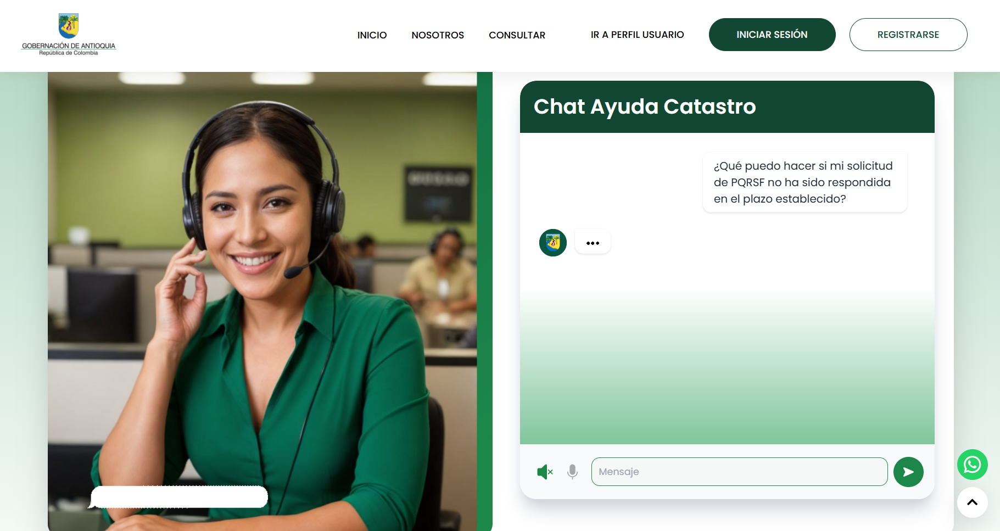 GOBERNACIÓN DE ANTIOQUIA
República de Colombia
INICIO
NOSOTROS
CONSULTAR
IR A PERFIL USUARIO
INICIAR SESIÓN
REGISTRARSE
Chat Ayuda Catastro
¿Qué puedo hacer si mi solicitud
de PQRSF no ha sido respondida
en el plazo establecido?
...
Mensaje